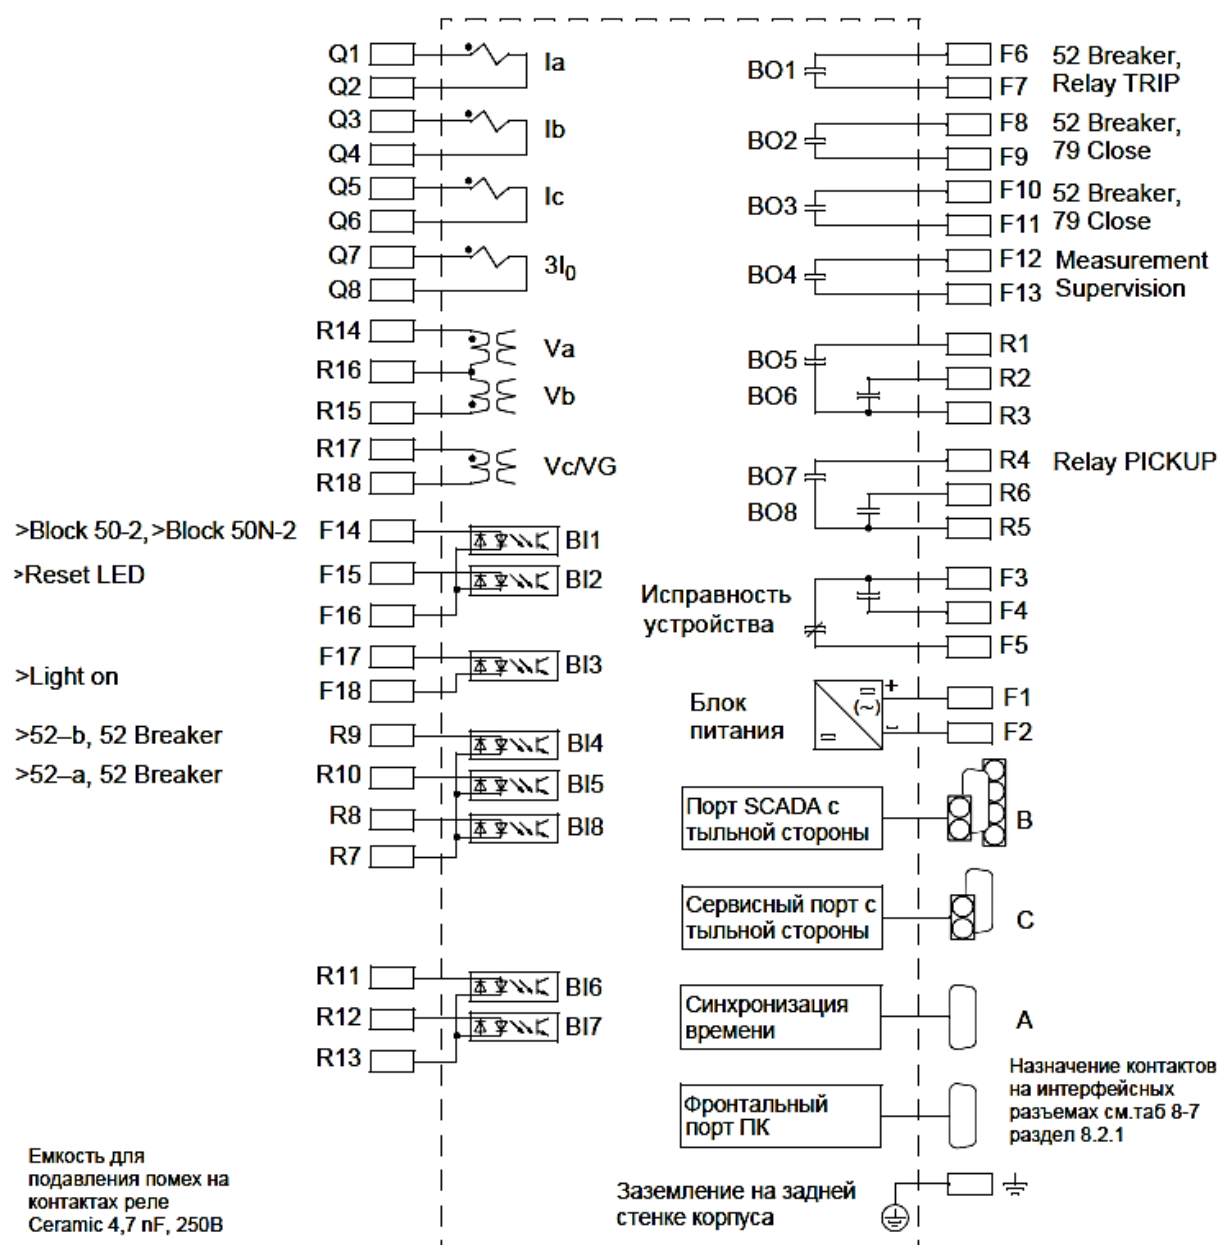 Q1
Ia
Q2
Q3
Ib
Q4
Q5
Ic
Q6
Q7
3I0
Q8
R14
Va
R16
Vb
R15
R17
Vc/VG
R18
>Block 50-2, >Block 50N-2 F14
BI1
>Reset LED F15
BI2
F16
F17
BI3
>Light on
F18
>52–b, 52 Breaker R9
BI4
>52–a, 52 Breaker R10
BI5
R8
BI8
R7
R11
BI6
R12
BI7
R13
Емкость для
подавления помех на
контактах реле
Ceramic 4,7 nF, 250В
BO1
F6 52 Breaker,
F7 Relay TRIP
BO2
F8 52 Breaker,
F9 79 Close
BO3
F10 52 Breaker,
F11 79 Close
BO4
F12 Measurement
F13 Supervision
BO5
R1
BO6
R2
R3
BO7
R4 Relay PICKUP
BO8
R6
R5
Исправность
устройства
F3
F4
F5
Блок
питания
+
(~)
-
F1
F2
Порт SCADA с
тыльной стороны
B
Сервисный порт с
тыльной стороны
C
Синхронизация
времени
A
Назначение контактов
на интерфейсных
разъемах см.таб 8-7
раздел 8.2.1
Фронтальный
порт ПК
Заземление на задней
стенке корпуса